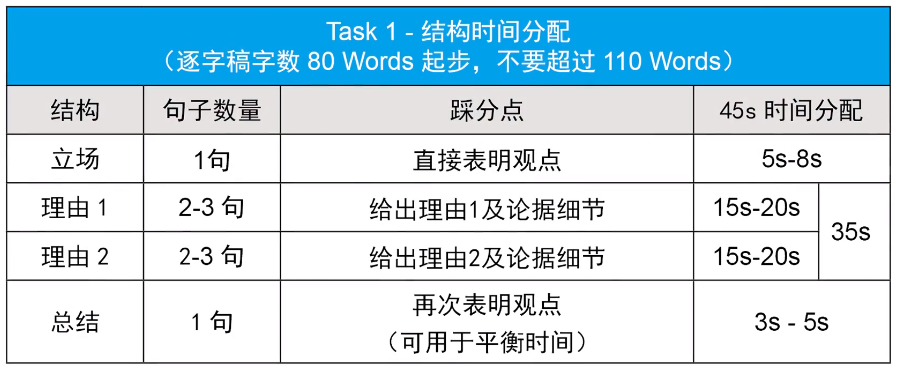 Task 1 - 结构时间分配
（逐字稿字数 80 Words 起步，不要超过 110 Words）
结构 句子数量 踩分点 45s 时间分配
立场 1句 直接表明观点 5s-8s
理由 1 2-3 句 给出理由1及论据细节 15s-20s
35s
理由 2 2-3 句 给出理由2及论据细节 15s-20s
总结 1 句 再次表明观点 3s - 5s
（可用于平衡时间）